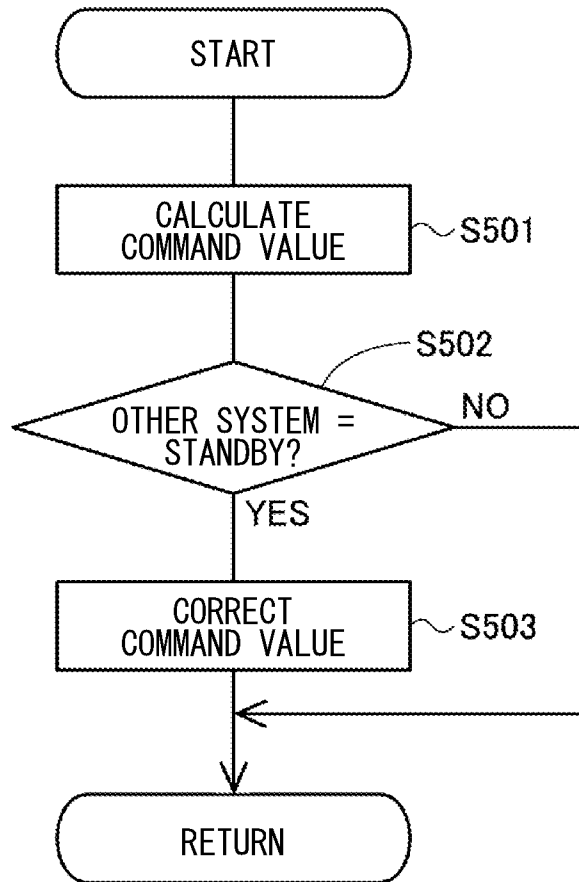 START
CALCULATE
COMMAND VALUE
S501
S502
OTHER SYSTEM =
STANDBY?
NO
YES
CORRECT
COMMAND VALUE
S503
RETURN